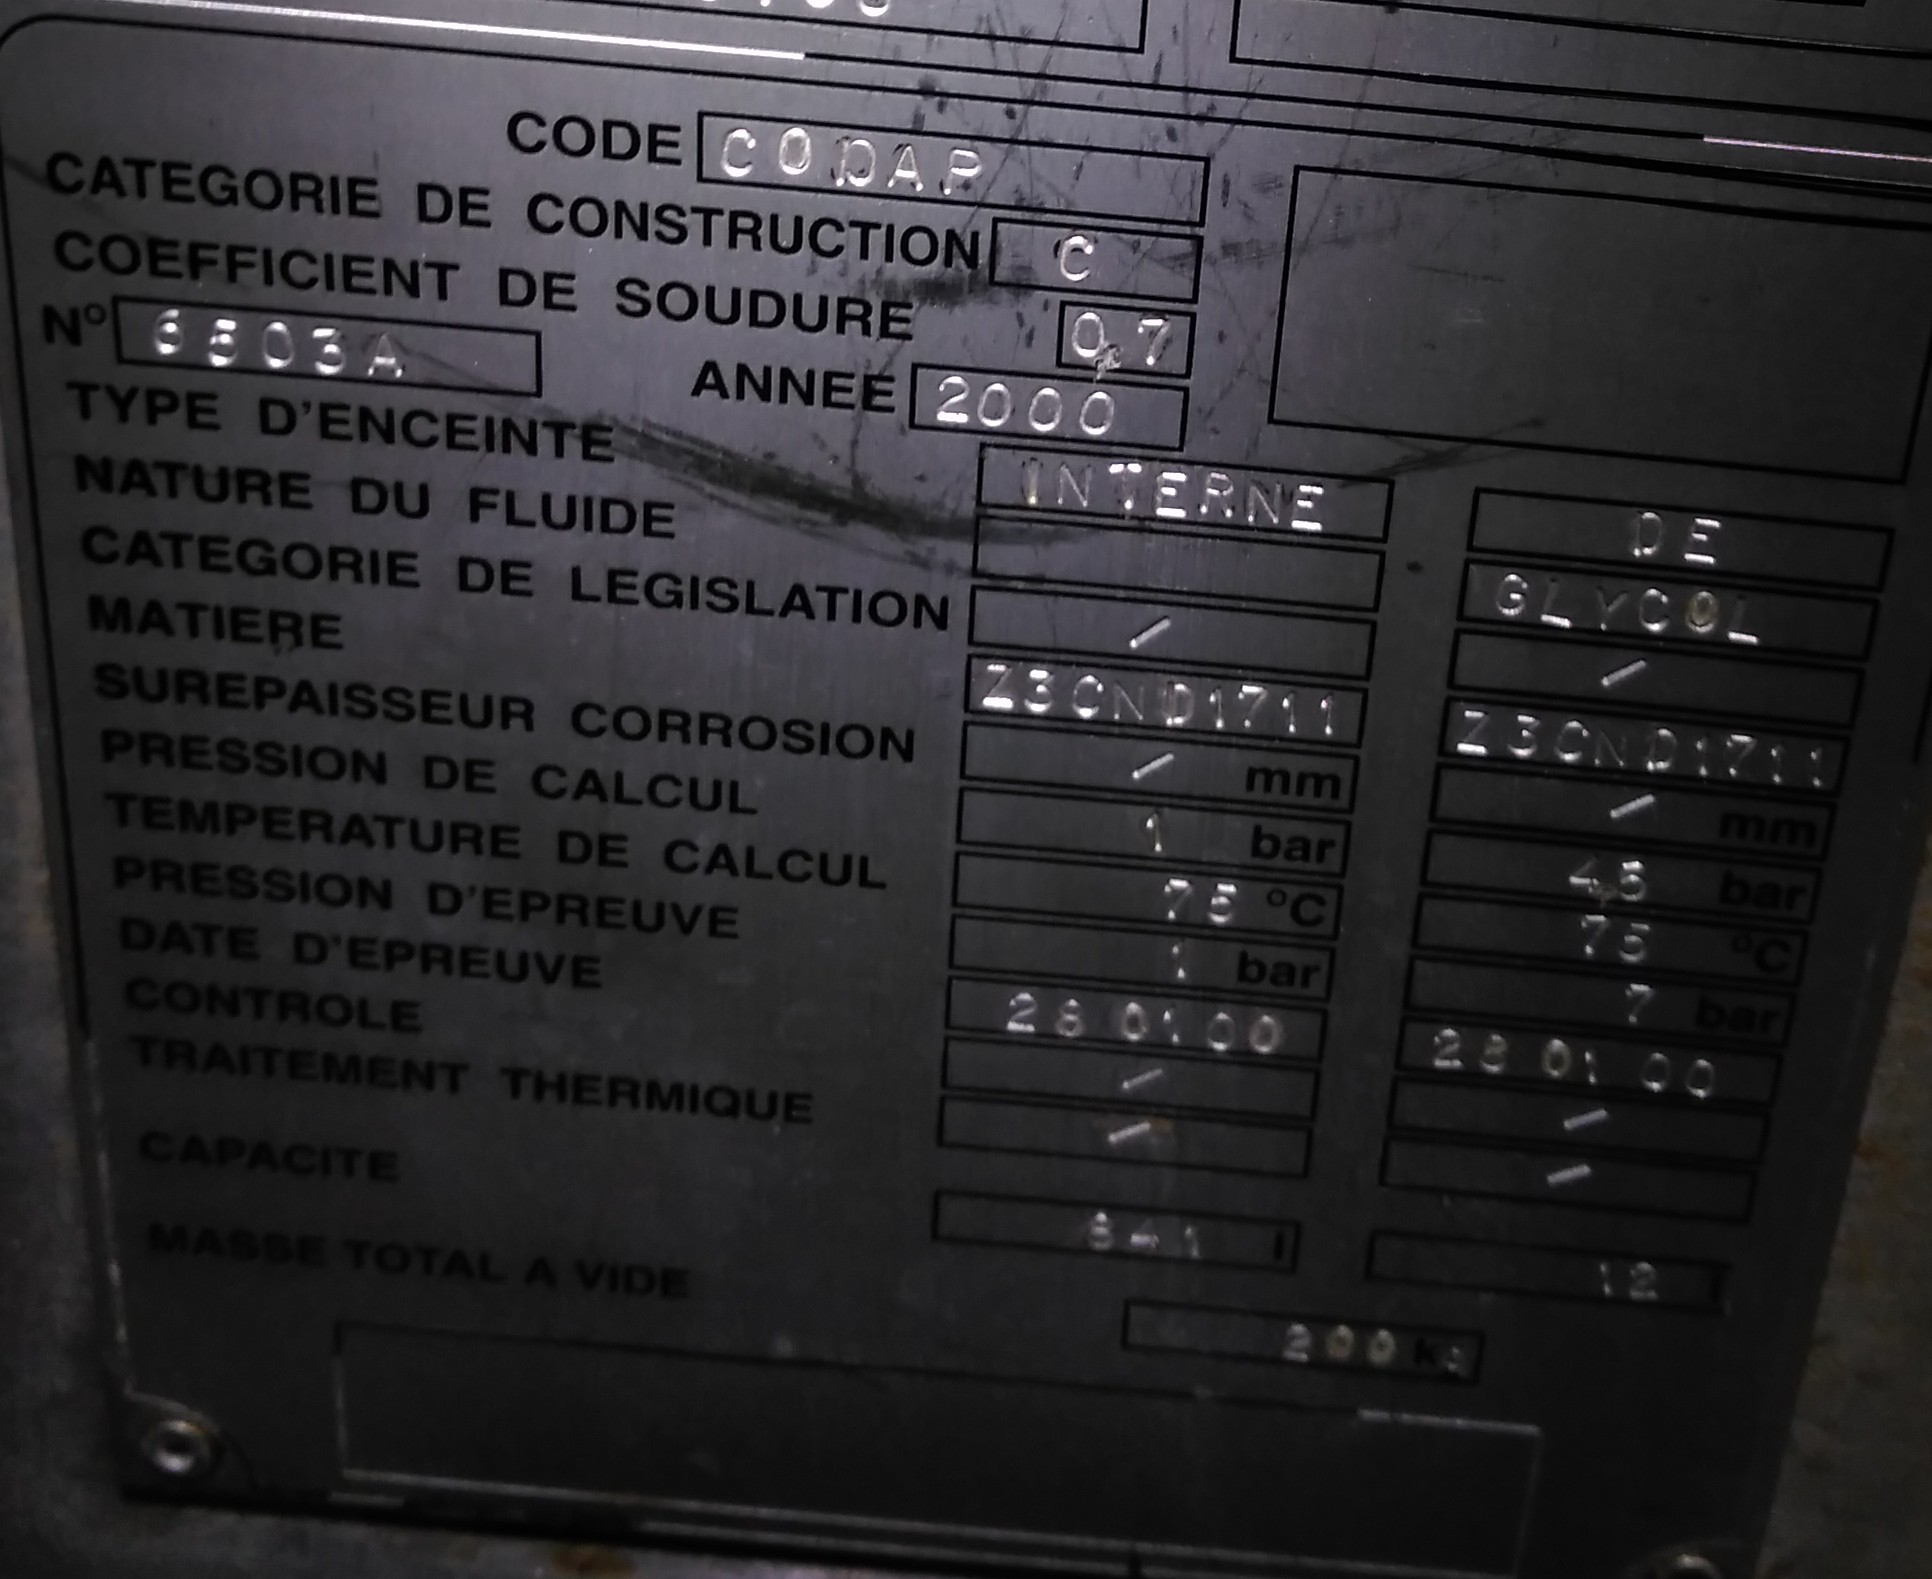 CODE CODAP
CATEGORIE DE CONSTRUCTION C
COEFFICIENT DE SOUDURE 0,7
N° 6503A ANNEE 2000
TYPE D'ENCEINTE INTERNE DE
NATURE DU FLUIDE GLYCOL
CATEGORIE DE LEGISLATION / /
MATIERE Z3CND1711 Z3CND1711
SUREPAISSEUR CORROSION / mm / mm
PRESSION DE CALCUL 1 bar 4,5 bar
TEMPERATURE DE CALCUL 75 °C 75 °C
PRESSION D'EPREUVE 1 bar 7 bar
DATE D'EPREUVE 28 01 00 28 01 00
CONTROLE / /
TRAITEMENT THERMIQUE / /
CAPACITE 841 l 12
MASSE TOTAL A VIDE 200 kg